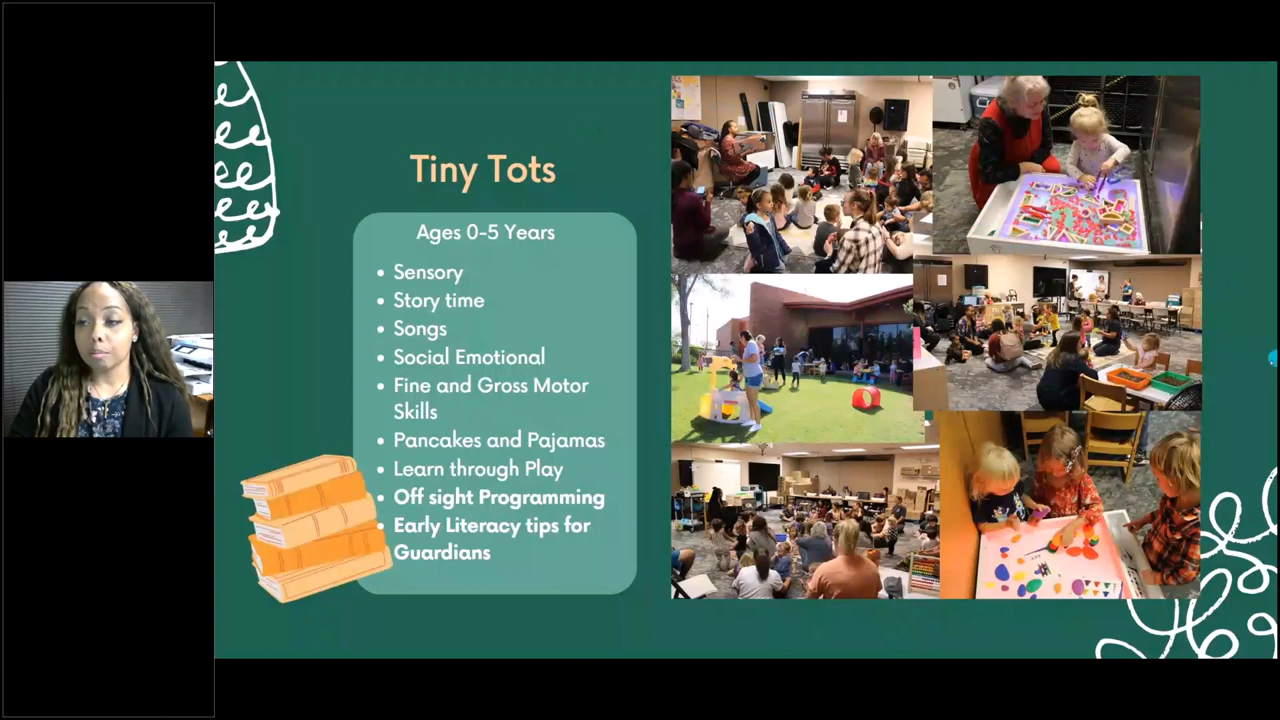 Tiny Tots
Ages 0-5 Years
• Sensory
• Story time
• Songs
• Social Emotional
• Fine and Gross Motor
Skills
• Pancakes and Pajamas
• Learn through Play
• Off sight Programming
• Early Literacy tips for
Guardians